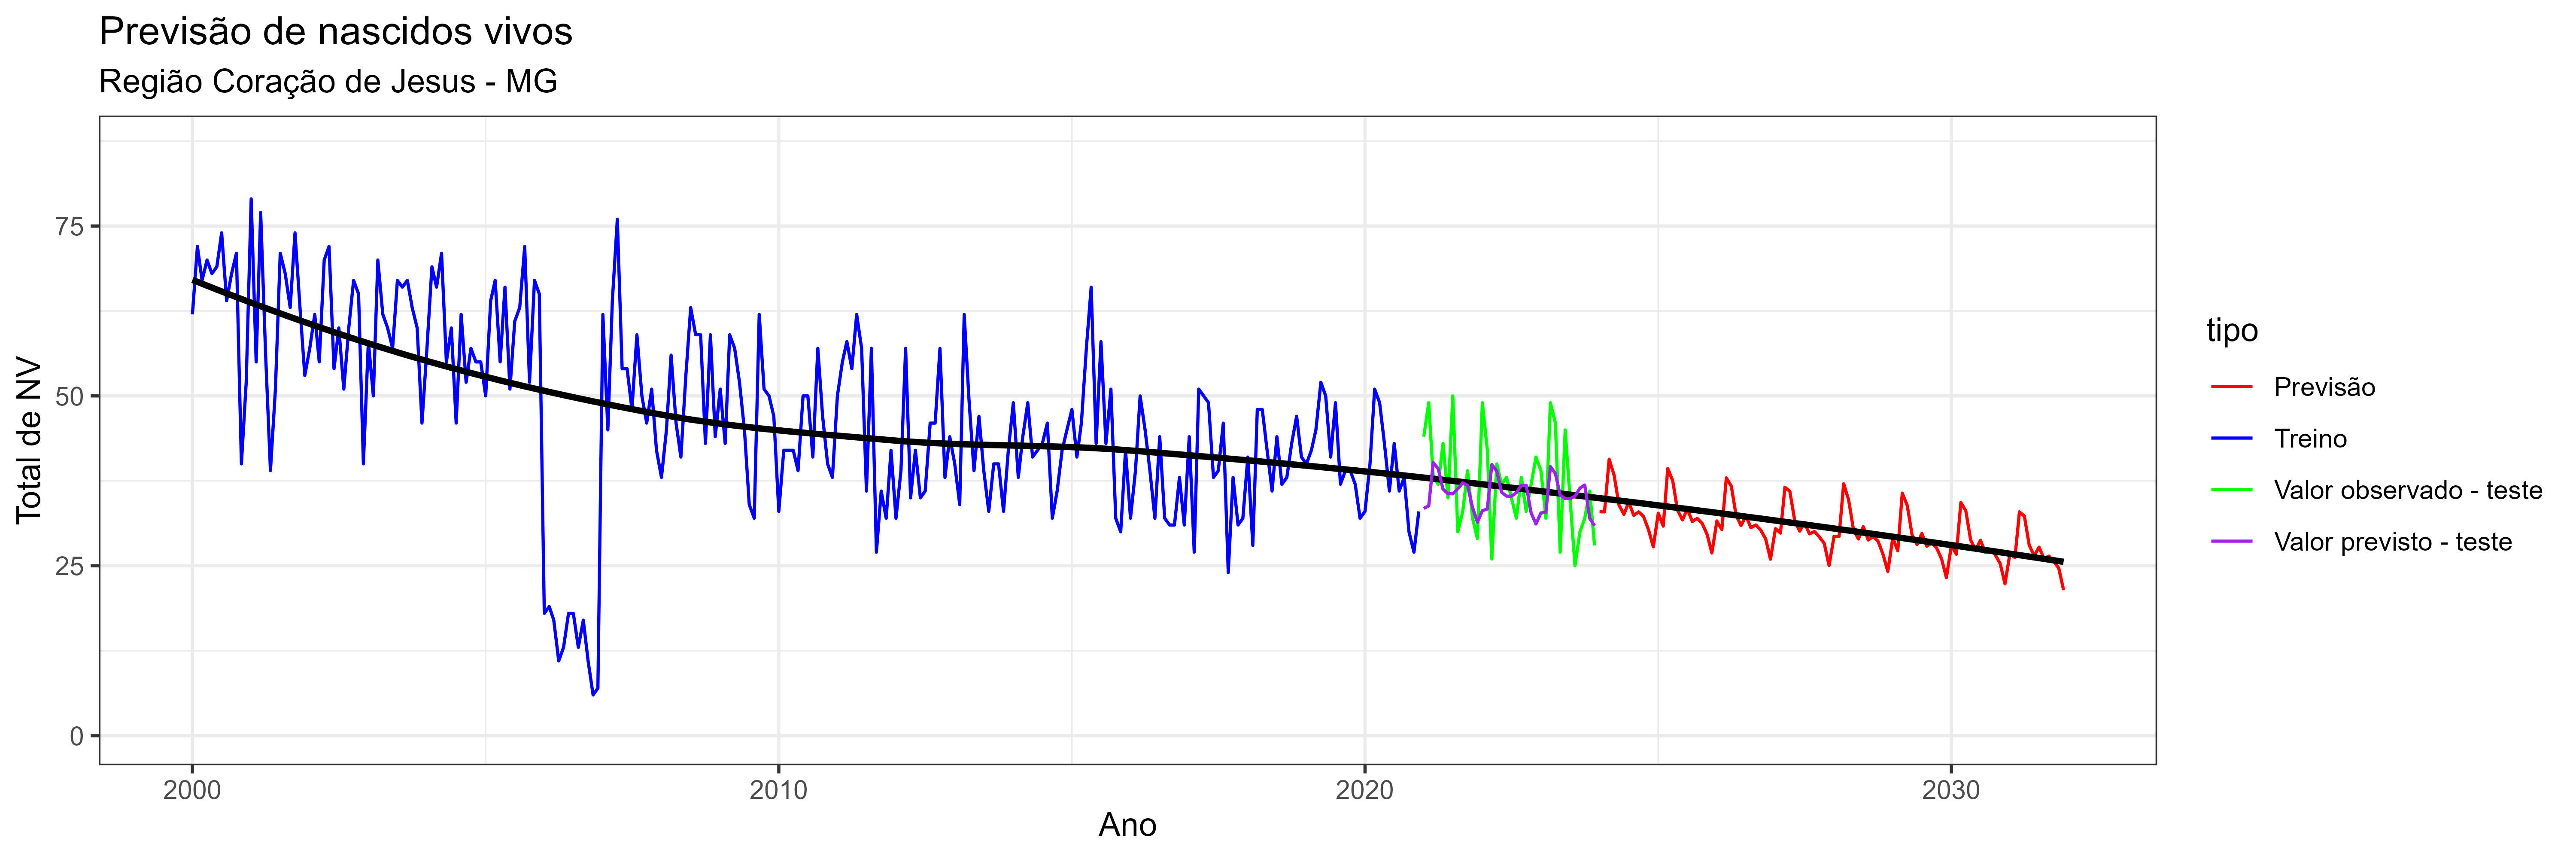 Previsão de nascidos vivos
Região Coração de Jesus - MG
Total de NV
75
50
25
0
2000
2010
2020
2030
Ano
tipo
Previsão
Treino
Valor observado - teste
Valor previsto - teste